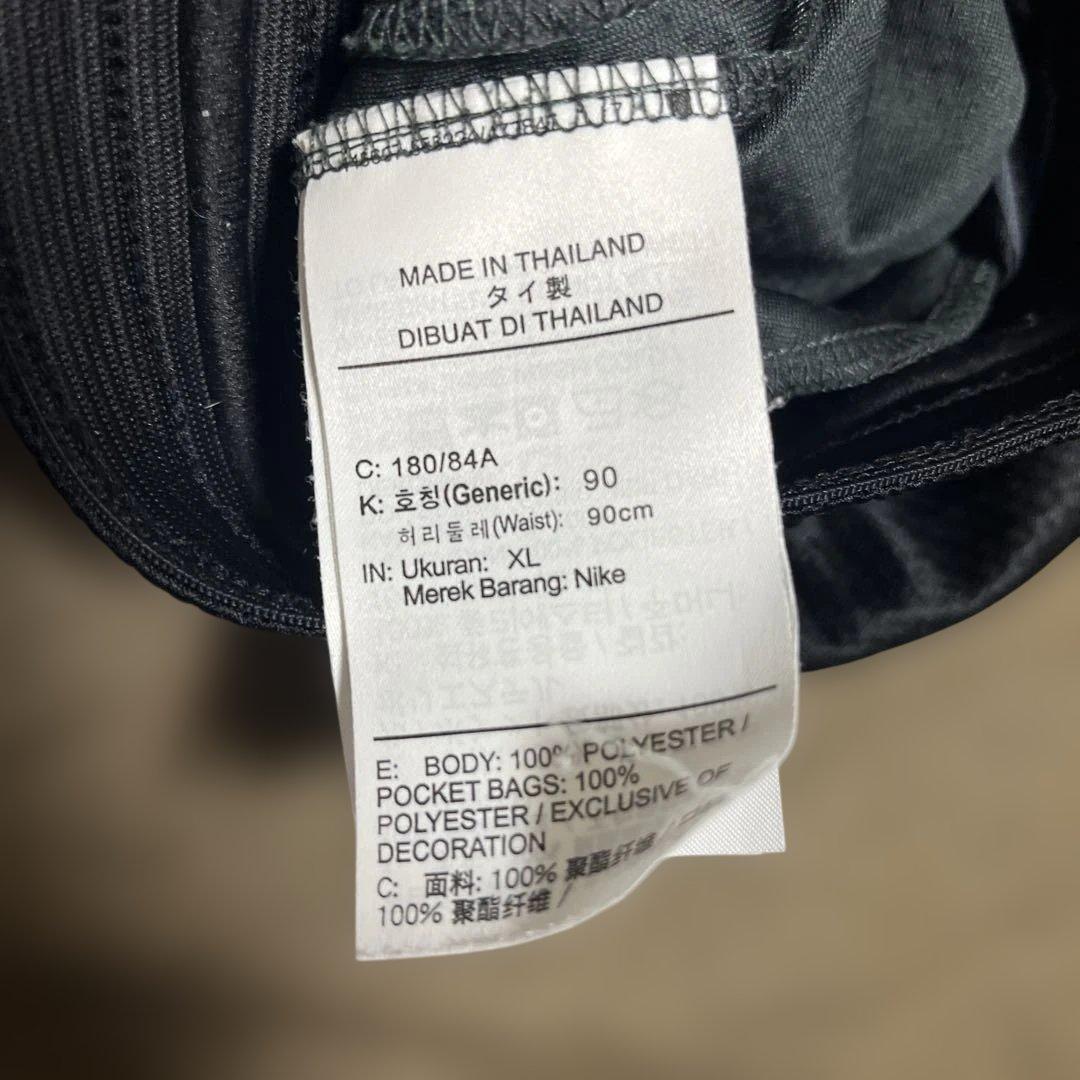 MADE IN THAILAND
タイ製
DIBUAT DI THAILAND
C: 180/84A
K: 호칭(Generic): 90
허리둘레(Waist): 90cm
IN: Ukuran: XL
Merek Barang: Nike
E: BODY: 100% POLYESTER /
POCKET BAGS: 100%
POLYESTER / EXCLUSIVE OF
DECORATION
C: 面料: 100% 聚酯纤维 /
100% 聚酯纤维 /